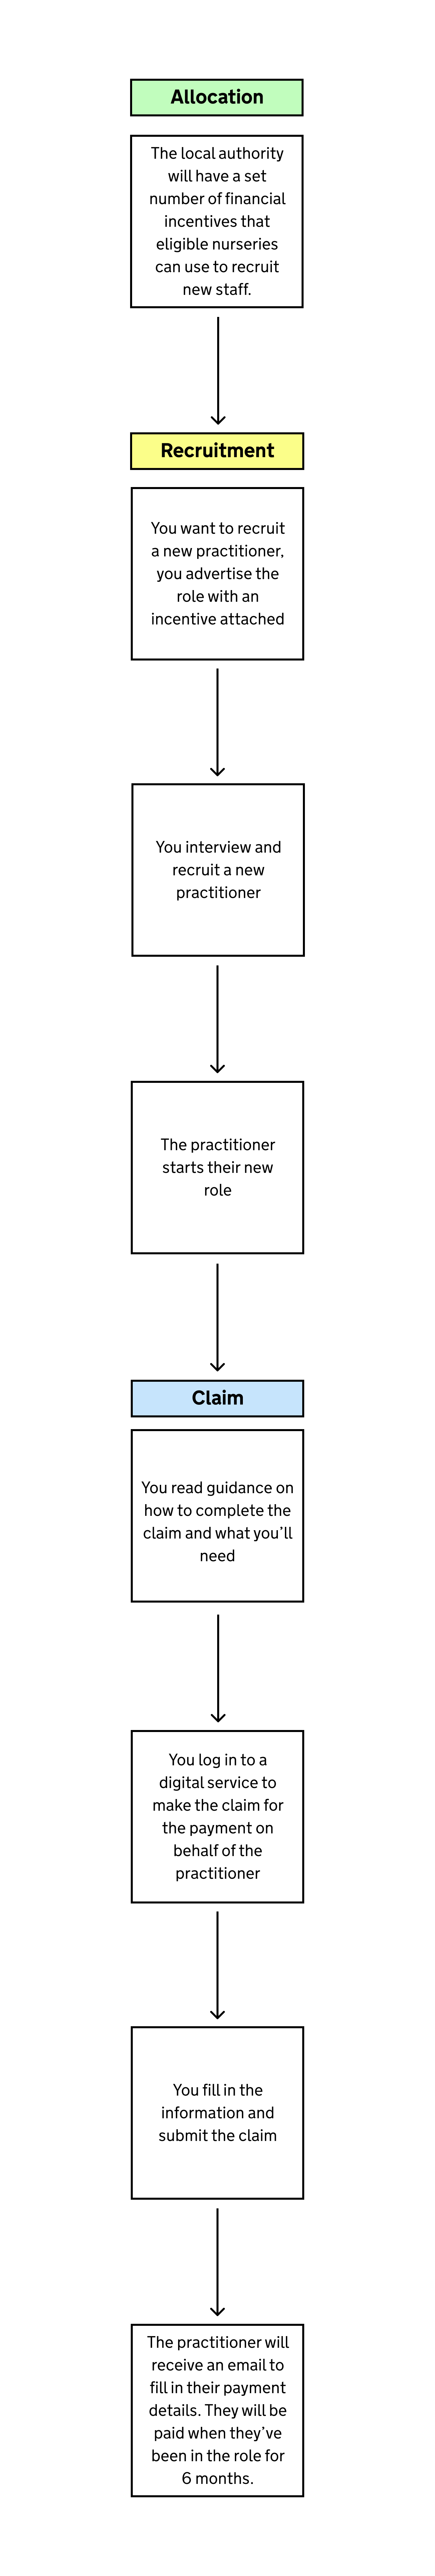 Allocation
The local authority
will have a set
number of financial
incentives that
eligible nurseries
can use to recruit
new staff.
Recruitment
You want to recruit
a new practitioner,
you advertise the
role with an
incentive attached
You interview and
recruit a new
practitioner
The practitioner
starts their new
role
Claim
You read guidance on
how to complete the
claim and what you’ll
need
You log in to a
digital service to
make the claim for
the payment on
behalf of the
practitioner
You fill in the
information and
submit the claim
The practitioner will
receive an email to
fill in their payment
details. They will be
paid when they’ve
been in the role for
6 months.